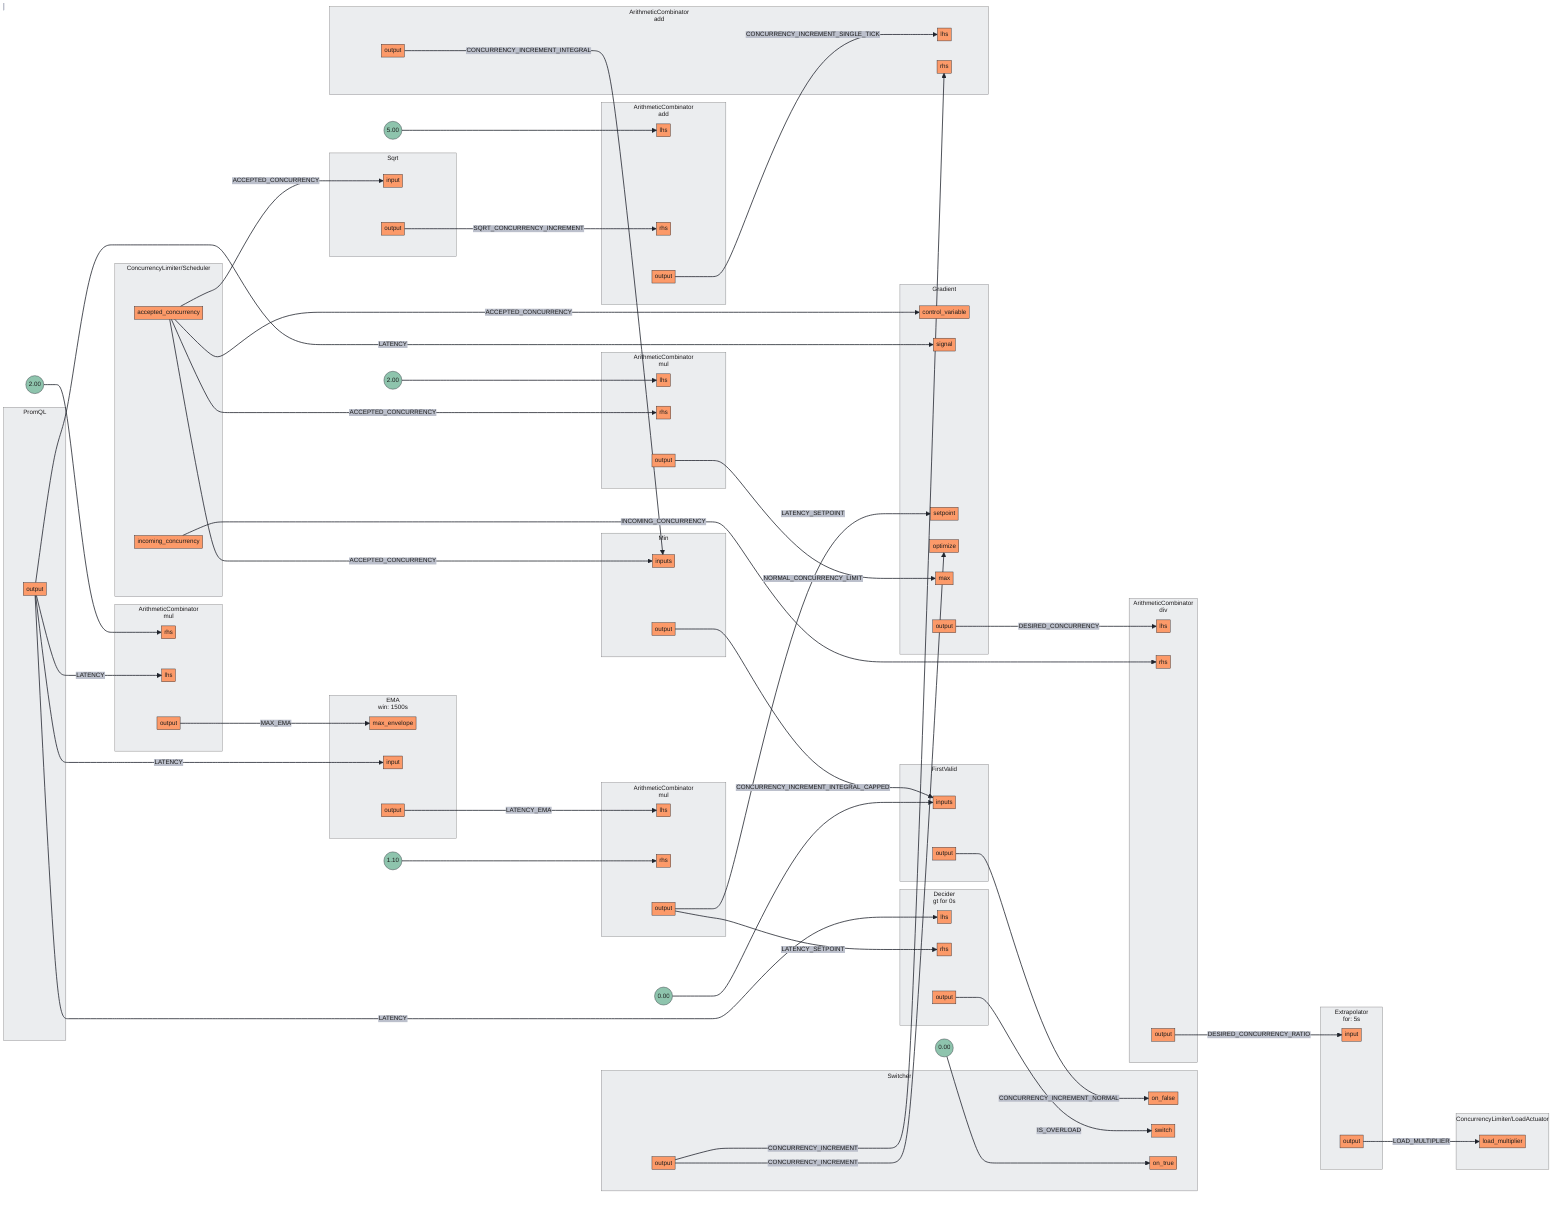 ArithmeticCombinator
add
output
CONCURRENCY_INCREMENT_INTEGRAL
CONCURRENCY_INCREMENT_SINGLE_TICK
lhs
rhs
ArithmeticCombinator
add
5.00
lhs
rhs
output
Sqrt
input
output
ACCEPTED_CONCURRENCY
SQRT_CONCURRENCY_INCREMENT
ConcurrencyLimiter/Scheduler
accepted_concurrency
incoming_concurrency
ACCEPTED_CONCURRENCY
LATENCY
Gradient
control_variable
signal
setpoint
optimize
max
output
ArithmeticCombinator
mul
2.00
lhs
rhs
output
ACCEPTED_CONCURRENCY
2.00
PromQL
output
LATENCY_SETPOINT
INCOMING_CONCURRENCY
Min
inputs
output
ACCEPTED_CONCURRENCY
NORMAL_CONCURRENCY_LIMIT
DESIRED_CONCURRENCY
ArithmeticCombinator
div
lhs
rhs
output
ArithmeticCombinator
mul
rhs
lhs
output
LATENCY
MAX_EMA
EMA
win: 1500s
max_envelope
input
output
LATENCY
LATENCY_EMA
1.10
ArithmeticCombinator
mul
lhs
rhs
output
CONCURRENCY_INCREMENT_INTEGRAL_CAPPED
FirstValid
inputs
output
Decider
gt for 0s
lhs
rhs
output
LATENCY_SETPOINT
0.00
LATENCY
0.00
Switcher
CONCURRENCY_INCREMENT_NORMAL
on_false
IS_OVERLOAD
switch
on_true
output
CONCURRENCY_INCREMENT
CONCURRENCY_INCREMENT
DESIRED_CONCURRENCY_RATIO
Extrapolator
for: 5s
input
output
LOAD_MULTIPLIER
ConcurrencyLimiter/LoadActuator
load_multiplier